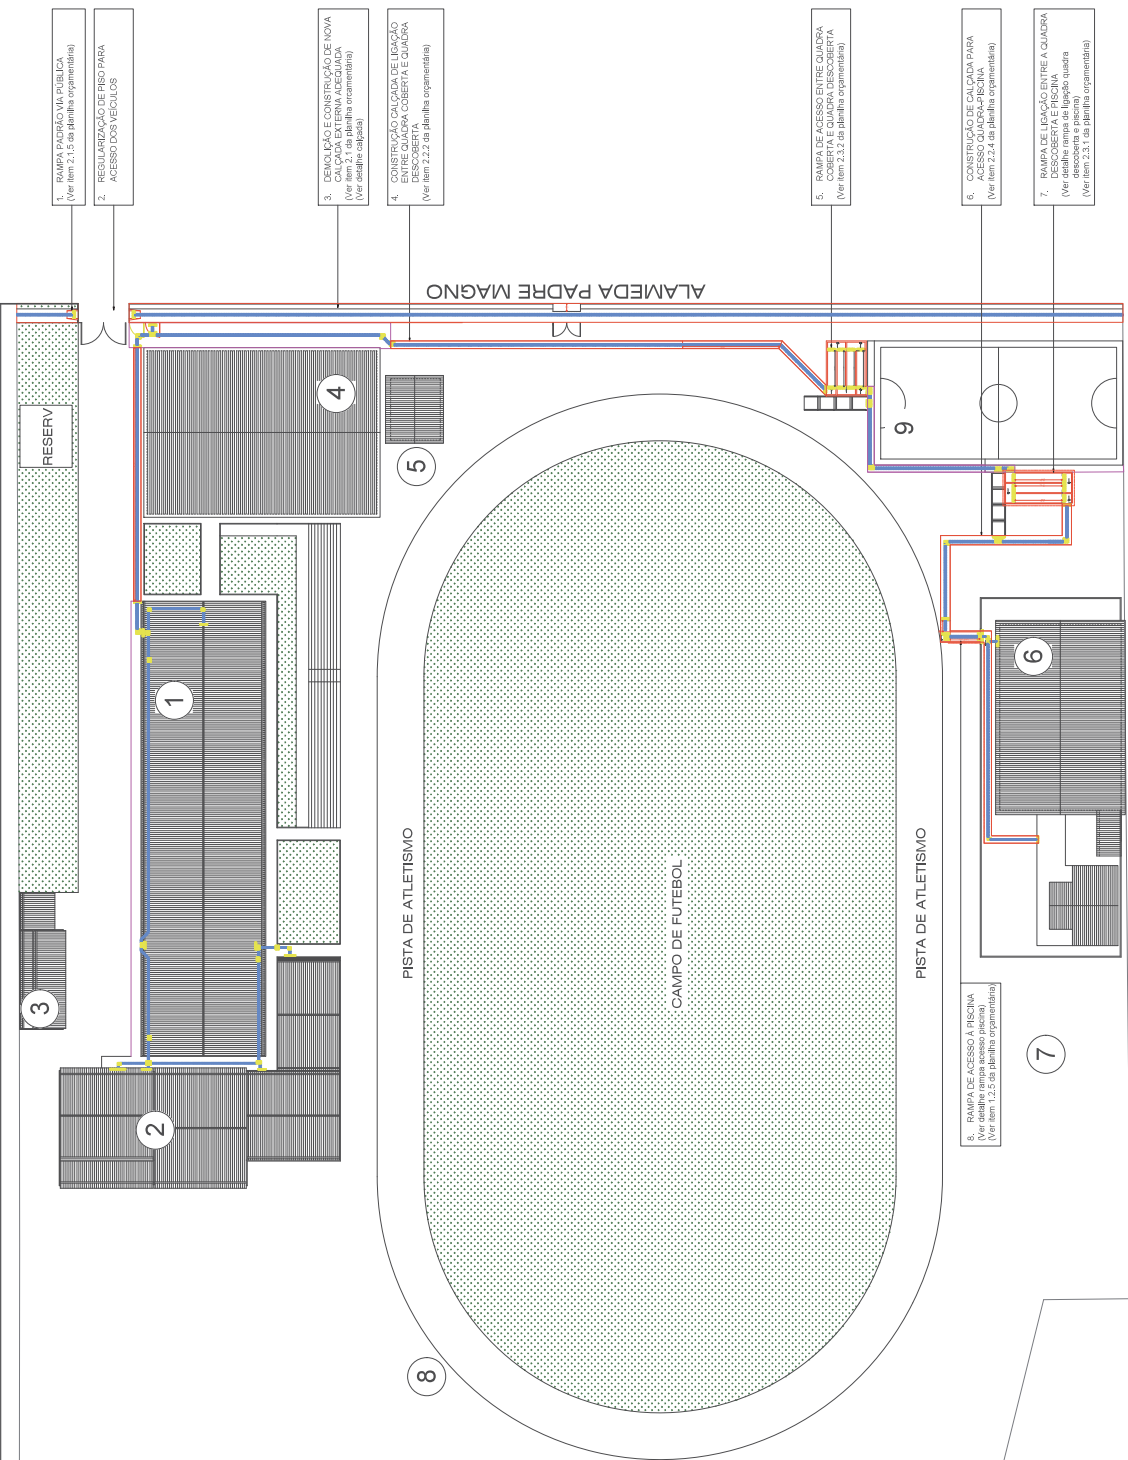 1. RAMPA PADRÃO VIA PÚBLICA
(Ver item 2.1.5 da planilha orçamentária)
2. REGULARIZAÇÃO DE PISO PARA
ACESSO DOS VEÍCULOS
3. DEMOLIÇÃO E CONSTRUÇÃO DE NOVA
CALÇADA EXTERNA ADEQUADA
(Ver item 2.1 da planilha orçamentária)
(Ver detalhe calçada)
4. CONSTRUÇÃO CALÇADA DE LIGAÇÃO
ENTRE QUADRA COBERTA E QUADRA
DESCOBERTA
(Ver item 2.2.2 da planilha orçamentária)
5. RAMPA DE ACESSO ENTRE QUADRA
COBERTA E QUADRA DESCOBERTA
(Ver item 2.3.2 da planilha orçamentária)
6. CONSTRUÇÃO DE CALÇADA PARA
ACESSO QUADRA-PISCINA
(Ver item 2.2.4 da planilha orçamentária)
7. RAMPA DE LIGAÇÃO ENTRE A QUADRA
DESCOBERTA E PISCINA
(Ver detalhe rampa de ligação quadra
descoberta e piscina)
(Ver item 2.3.1 da planilha orçamentária)
ALAMEDA PADRE MAGNO
RESERV
4
5
9
1
6
PISTA DE ATLETISMO
CAMPO DE FUTEBOL
PISTA DE ATLETISMO
3
2
8. RAMPA DE ACESSO À PISCINA
(Ver detalhe rampa acesso piscina)
(Ver item 1.2.5 da planilha orçamentária)
7
8